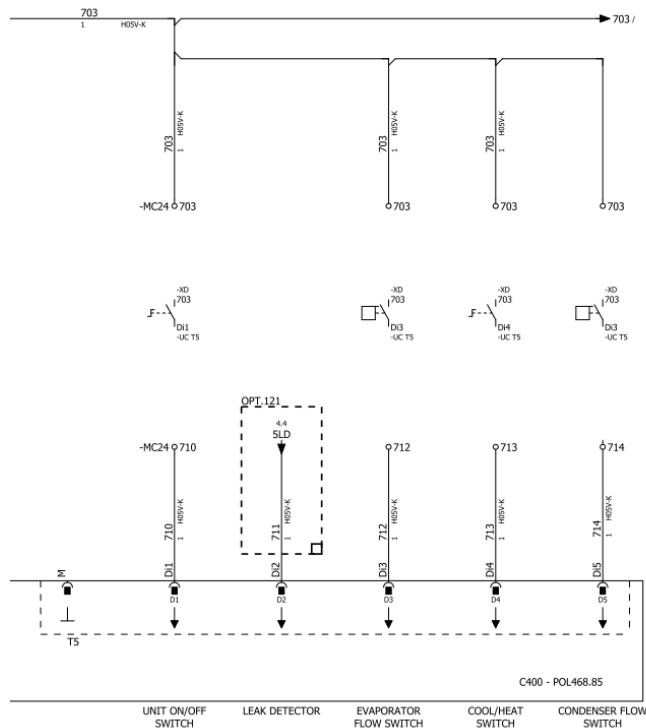 703
1 H05V-K
703 /
703
1 H05V-K
703
1 H05V-K
703
1 H05V-K
-MC24 703
703
703
703
-XD
703
Di1
-UC T5
-XD
703
Di3
-UC T5
-XD
703
Di4
-UC T5
-XD
703
Di3
-UC T5
OPT.121
4.4
5LD
-MC24 710
712
713
714
710
1 H05V-K
711
1 H05V-K
712
1 H05V-K
713
1 H05V-K
714
1 H05V-K
M
Di1
Di2
Di3
Di4
Di5
D1
D2
D3
D4
D5
T5
C400 - POL468.85
UNIT ON/OFF
SWITCH
LEAK DETECTOR
EVAPORATOR
FLOW SWITCH
COOL/HEAT
SWITCH
CONDENSER FLOW
SWITCH